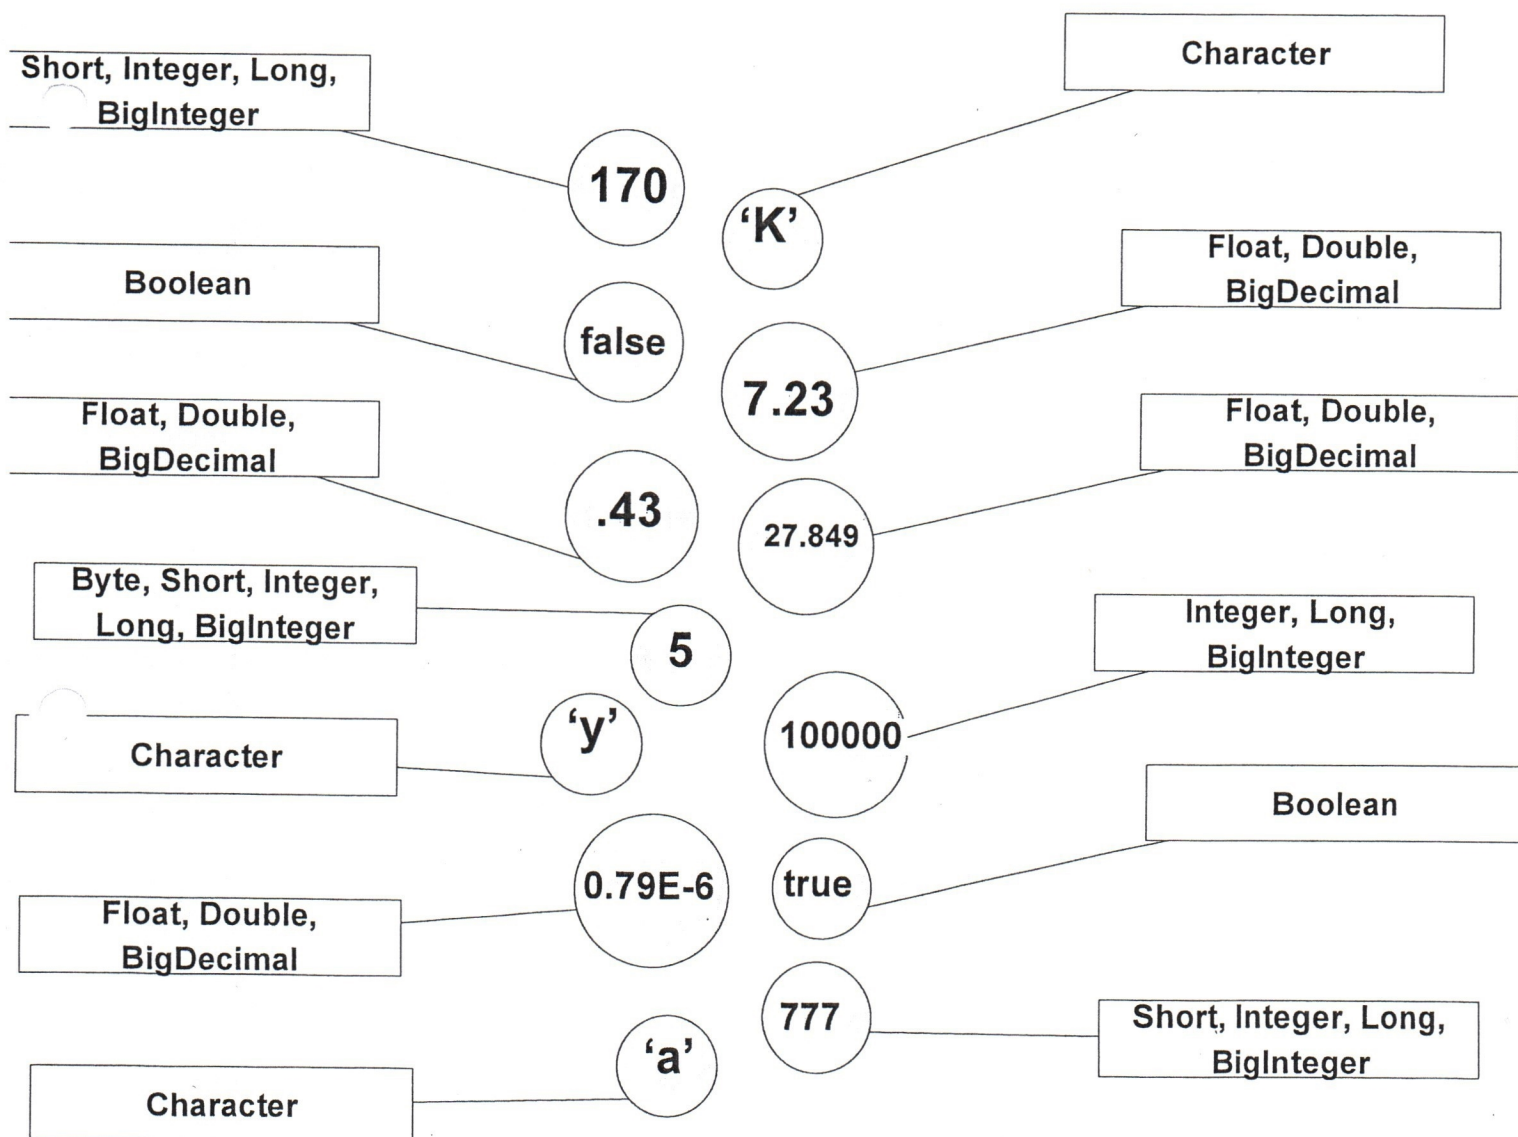 Short, Integer, Long,
BigInteger
170
Boolean
false
Float, Double,
BigDecimal
.43
Byte, Short, Integer,
Long, BigInteger
5
Character
‘y’
Float, Double,
BigDecimal
0.79E-6
Character
‘a’
Character
‘K’
Float, Double,
BigDecimal
7.23
Float, Double,
BigDecimal
27.849
Integer, Long,
BigInteger
100000
Boolean
true
Short, Integer, Long,
BigInteger
777